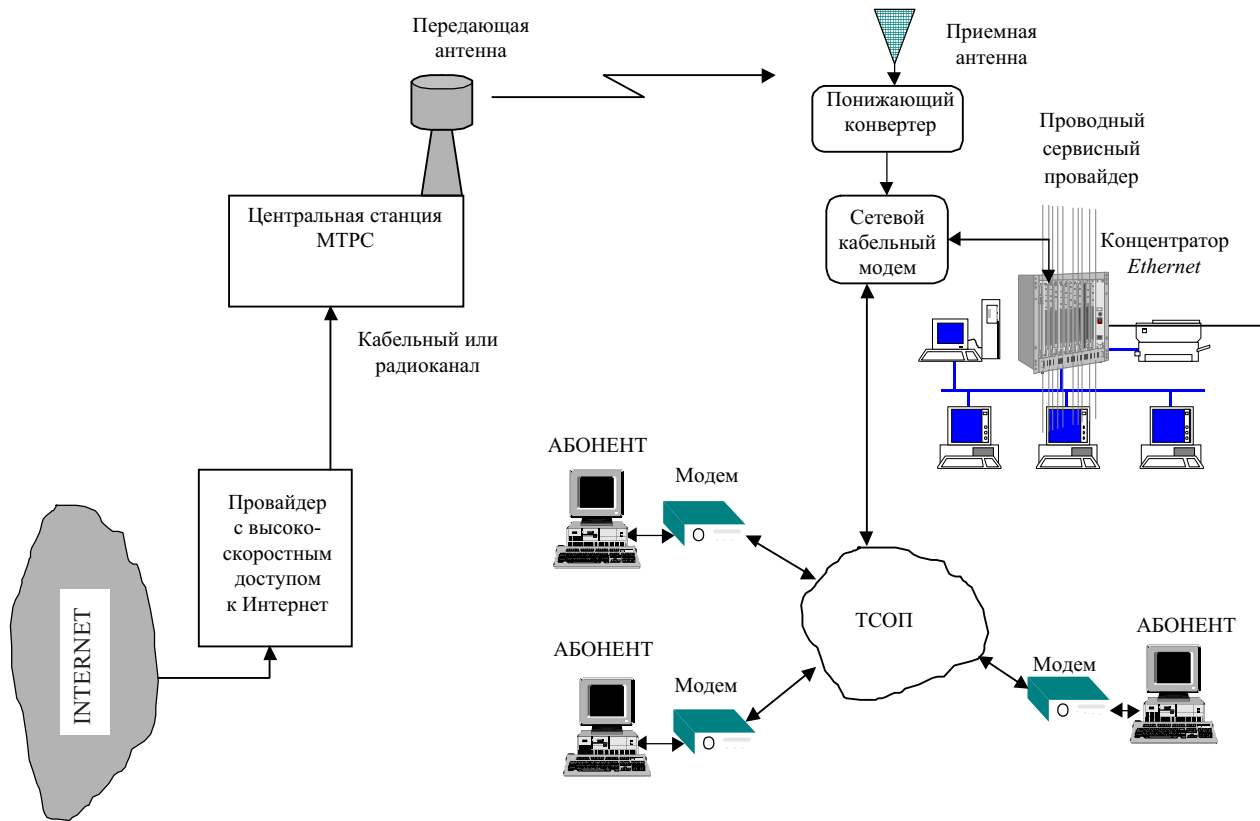 Передающая
антенна
Приемная
антенна
Понижающий
конвертер
Проводный
сервисный
провайдер
Центральная станция
МТРС
Сетевой
кабельный
модем
Концентратор
Ethernet
Кабельный или
радиоканал
АБОНЕНТ
Модем
Провайдер
с высоко-
скоростным
доступом
к Интернет
INTERNET
ТСОП
АБОНЕНТ
Модем
АБОНЕНТ
Модем